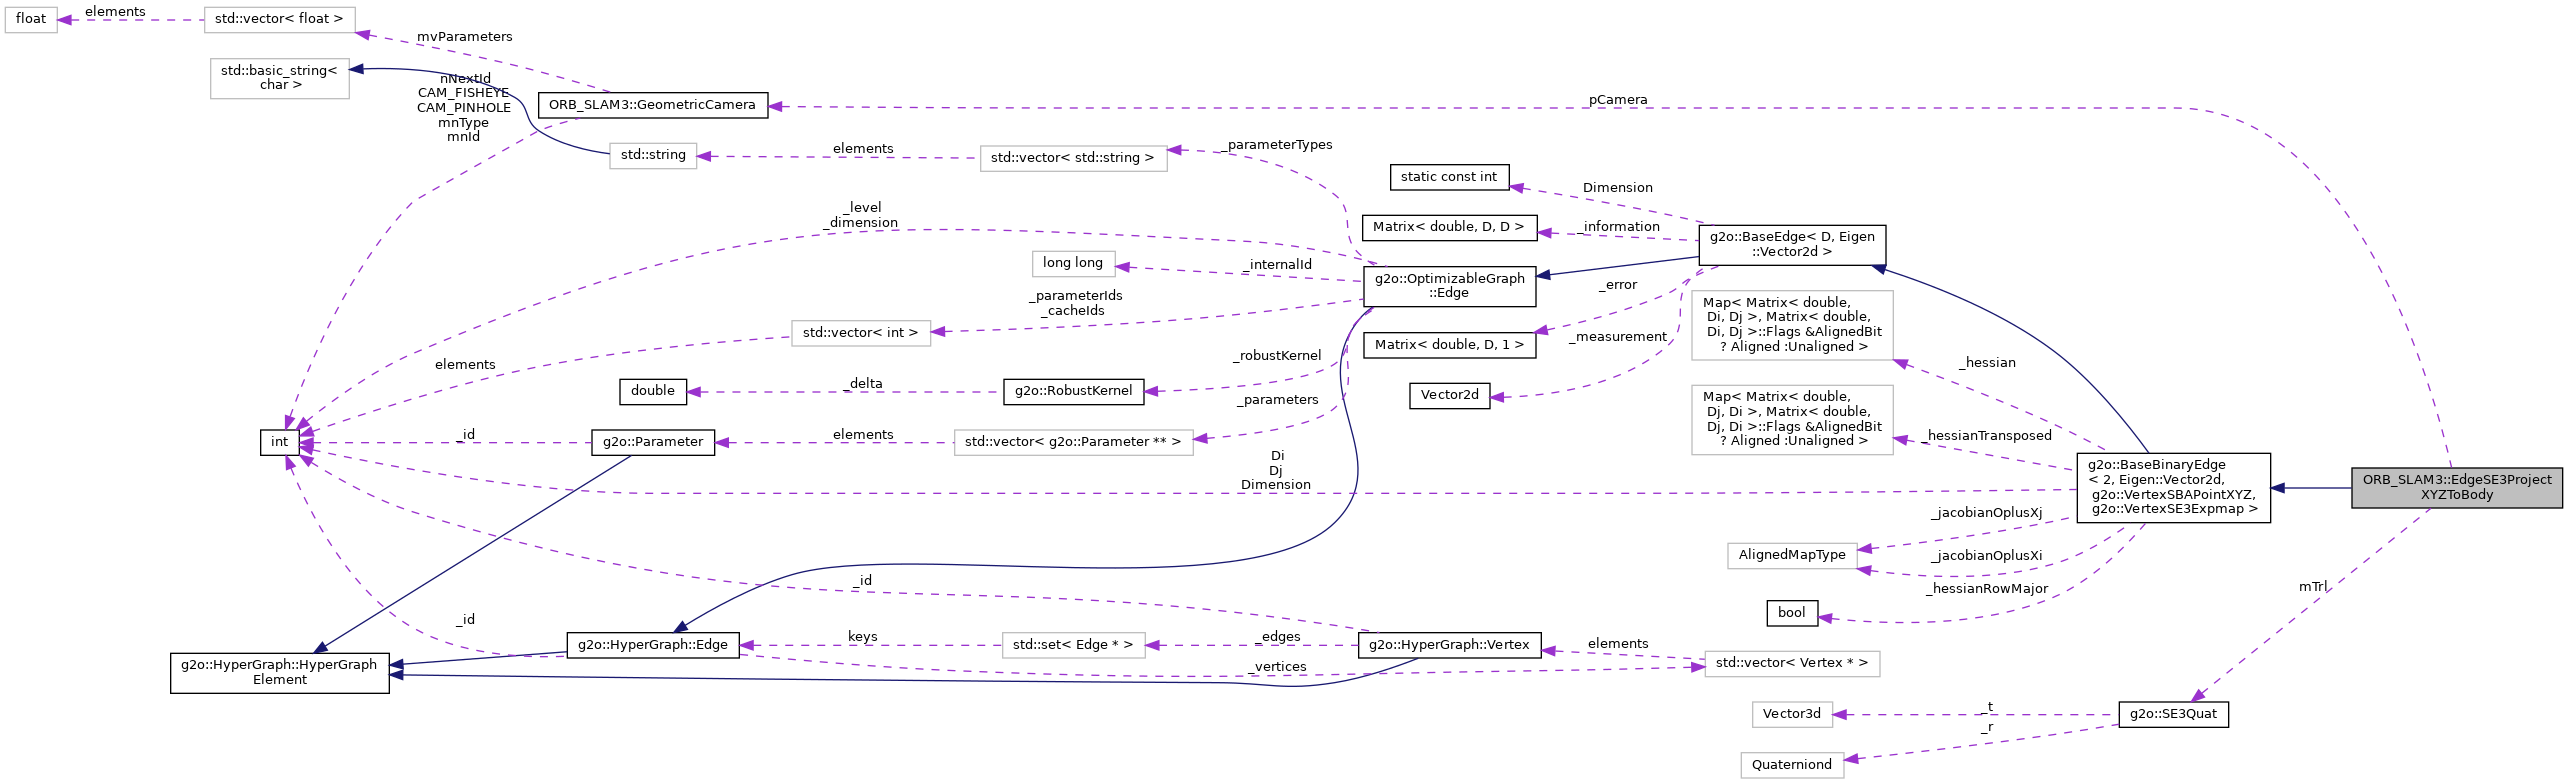 float
elements
std::vector< float >
mvParameters
std::basic_string<
char >
nNextId
CAM_FISHEYE
CAM_PINHOLE
mnType
mnId
ORB_SLAM3::GeometricCamera
pCamera
std::string
elements
std::vector< std::string >
_parameterTypes
static const int
Dimension
Matrix< double, D, D >
_information
g2o::BaseEdge< D, Eigen
::Vector2d >
_level
_dimension
long long
_internalId
g2o::OptimizableGraph
::Edge
_error
_parameterIds
_cacheIds
std::vector< int >
elements
Matrix< double, D, 1 >
_measurement
Map< Matrix< double,
Di, Dj >, Matrix< double,
Di, Dj >::Flags &AlignedBit
? Aligned :Unaligned >
_hessian
_robustKernel
double
_delta
g2o::RobustKernel
_parameters
Vector2d
Map< Matrix< double,
Dj, Di >, Matrix< double,
Dj, Di >::Flags &AlignedBit
? Aligned :Unaligned >
_hessianTransposed
int
_id
g2o::Parameter
elements
std::vector< g2o::Parameter ** >
Di
Dj
Dimension
g2o::BaseBinaryEdge
< 2, Eigen::Vector2d,
g2o::VertexSBAPointXYZ,
g2o::VertexSE3Expmap >
ORB_SLAM3::EdgeSE3Project
XYZToBody
_jacobianOplusXj
AlignedMapType
_jacobianOplusXi
_hessianRowMajor
bool
mTrl
_id
_id
g2o::HyperGraph::HyperGraph
Element
g2o::HyperGraph::Edge
keys
std::set< Edge * >
_edges
g2o::HyperGraph::Vertex
elements
std::vector< Vertex * >
_vertices
Vector3d
_t
g2o::SE3Quat
_r
Quaterniond